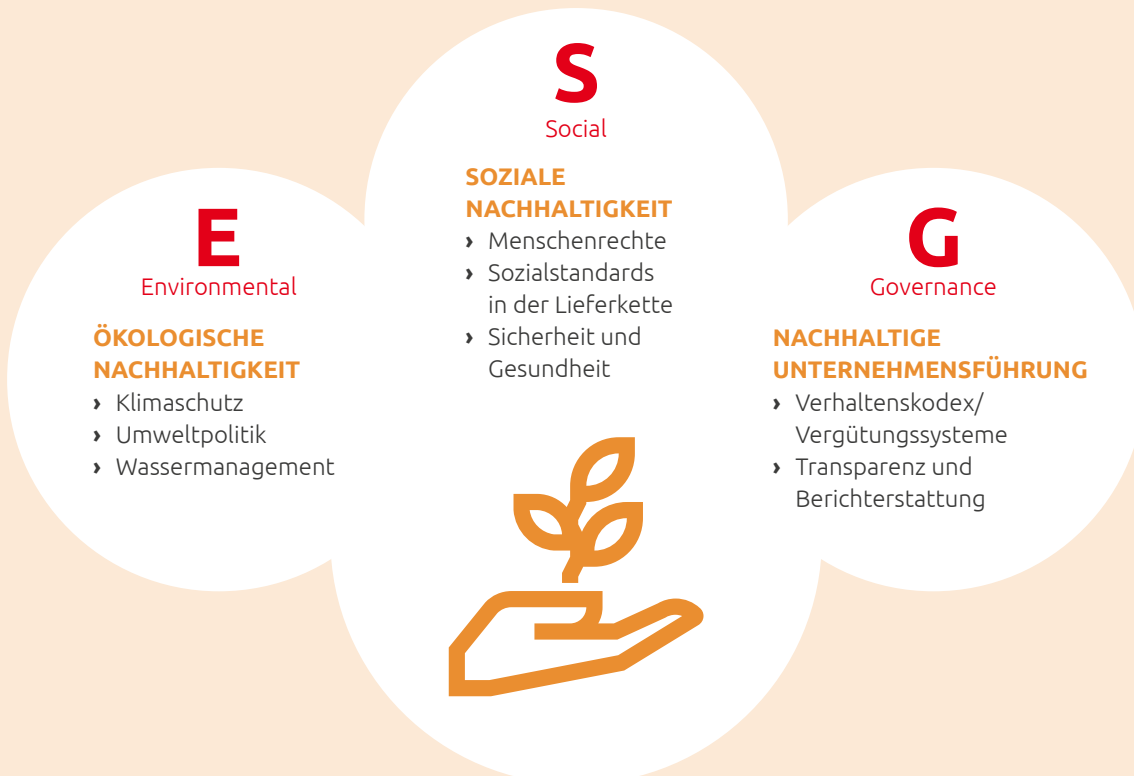 S
Social
SOZIALE
NACHHALTIGKEIT
› Menschenrechte
› Sozialstandards
in der Lieferkette
› Sicherheit und
Gesundheit
E
Environmental
ÖKOLOGISCHE
NACHHALTIGKEIT
› Klimaschutz
› Umweltpolitik
› Wassermanagement
G
Governance
NACHHALTIGE
UNTERNEHMENSFÜHRUNG
› Verhaltenskodex/
Vergütungssysteme
› Transparenz und
Berichterstattung